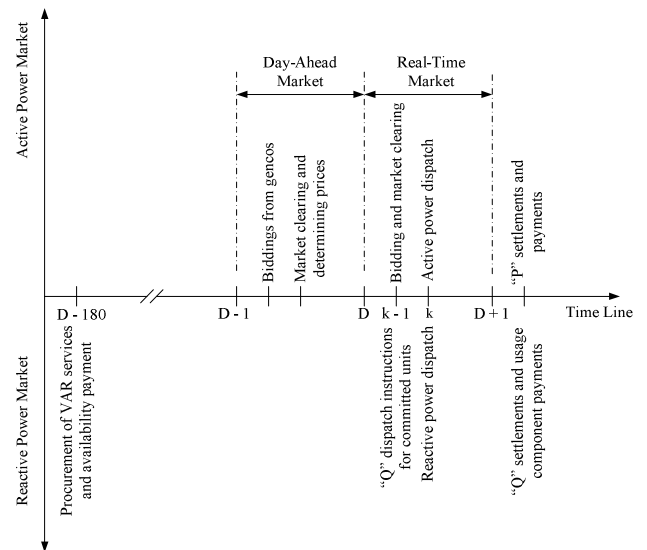 Active Power Market
Day-Ahead
Market
Real-Time
Market
Biddings from gencos
Market clearing and
determining prices
Bidding and market clearing
Active power dispatch
"P" settlements and
payments
D - 180
D - 1
D
k - 1
k
D + 1
Time Line
Reactive Power Market
Procurement of VAR services
and availability payment
"Q" dispatch instructions
for committed units
Reactive power dispatch
"Q" settlements and usage
component payments